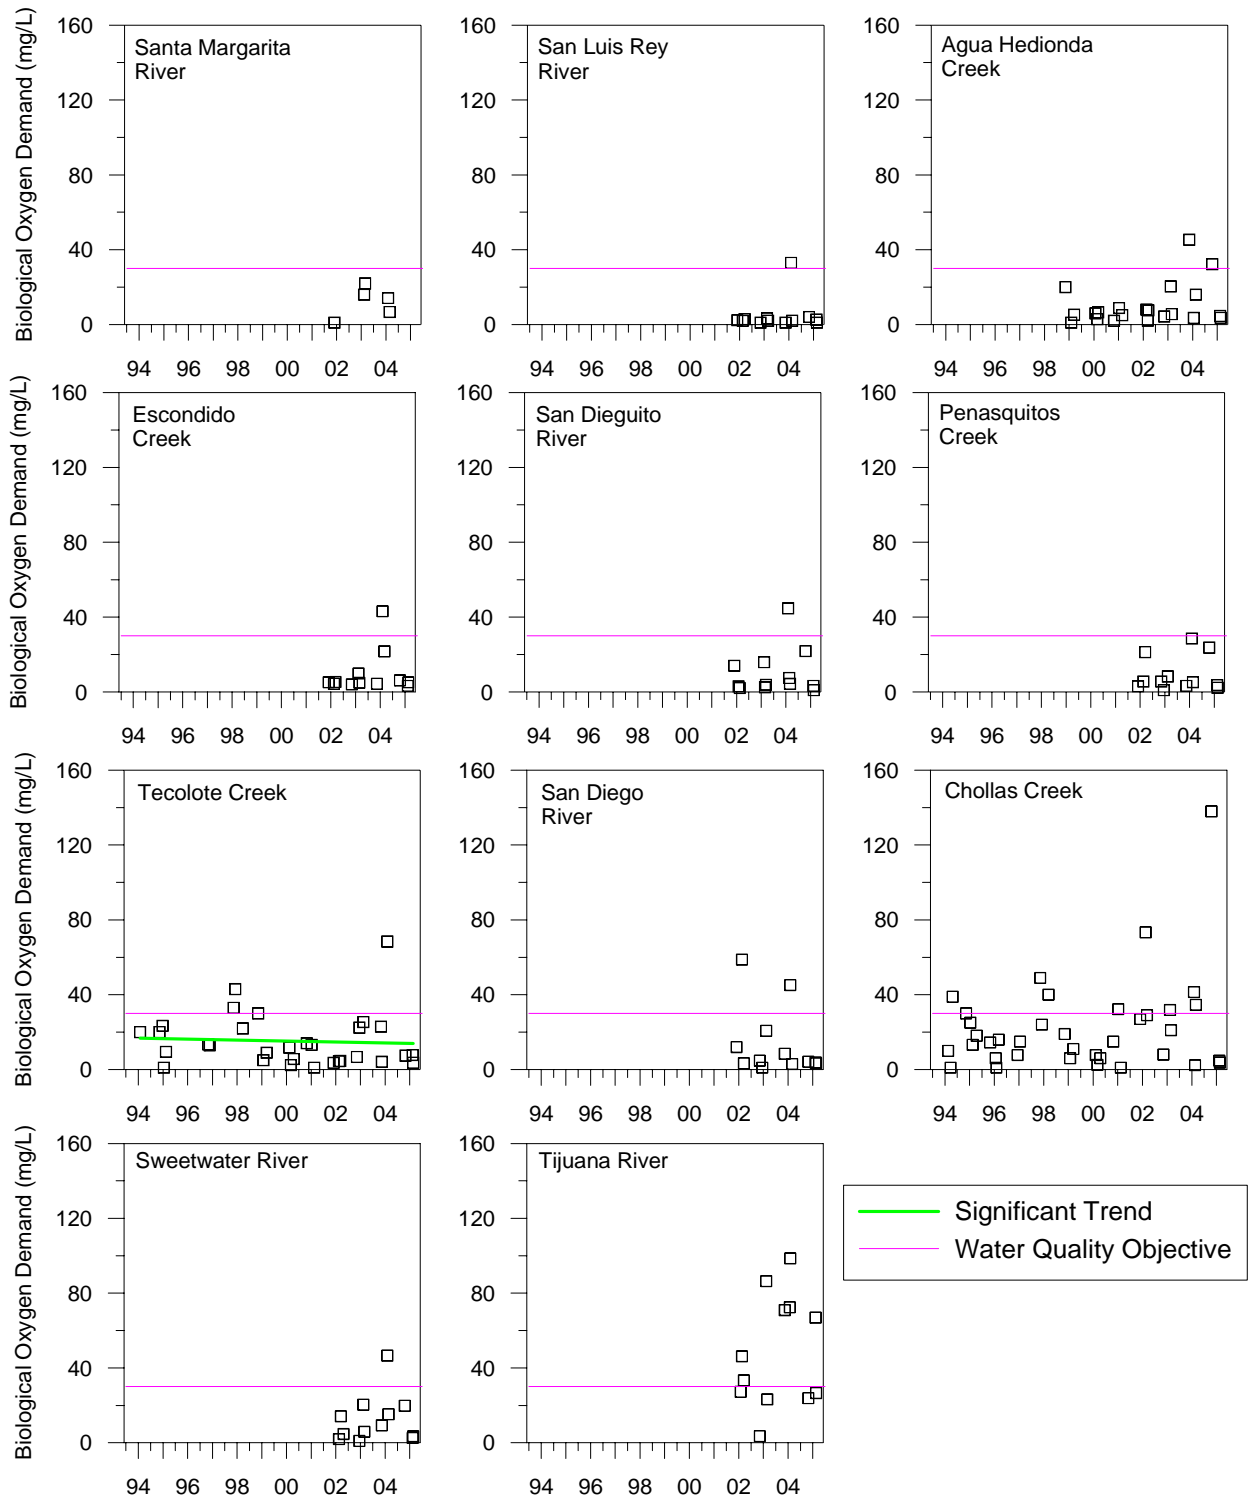 Biological Oxygen Demand (mg/L)
160
120
80
40
0
Santa Margarita
River
94 96 98 00 02 04
160
120
80
40
0
San Luis Rey
River
94 96 98 00 02 04
160
120
80
40
0
Agua Hedionda
Creek
94 96 98 00 02 04
Biological Oxygen Demand (mg/L)
160
120
80
40
0
Escondido
Creek
94 96 98 00 02 04
160
120
80
40
0
San Dieguito
River
94 96 98 00 02 04
160
120
80
40
0
Penasquitos
Creek
94 96 98 00 02 04
Biological Oxygen Demand (mg/L)
160
120
80
40
0
Tecolote Creek
94 96 98 00 02 04
160
120
80
40
0
San Diego
River
94 96 98 00 02 04
160
120
80
40
0
Chollas Creek
94 96 98 00 02 04
Biological Oxygen Demand (mg/L)
160
120
80
40
0
Sweetwater River
94 96 98 00 02 04
160
120
80
40
0
Tijuana River
94 96 98 00 02 04
Significant Trend
Water Quality Objective